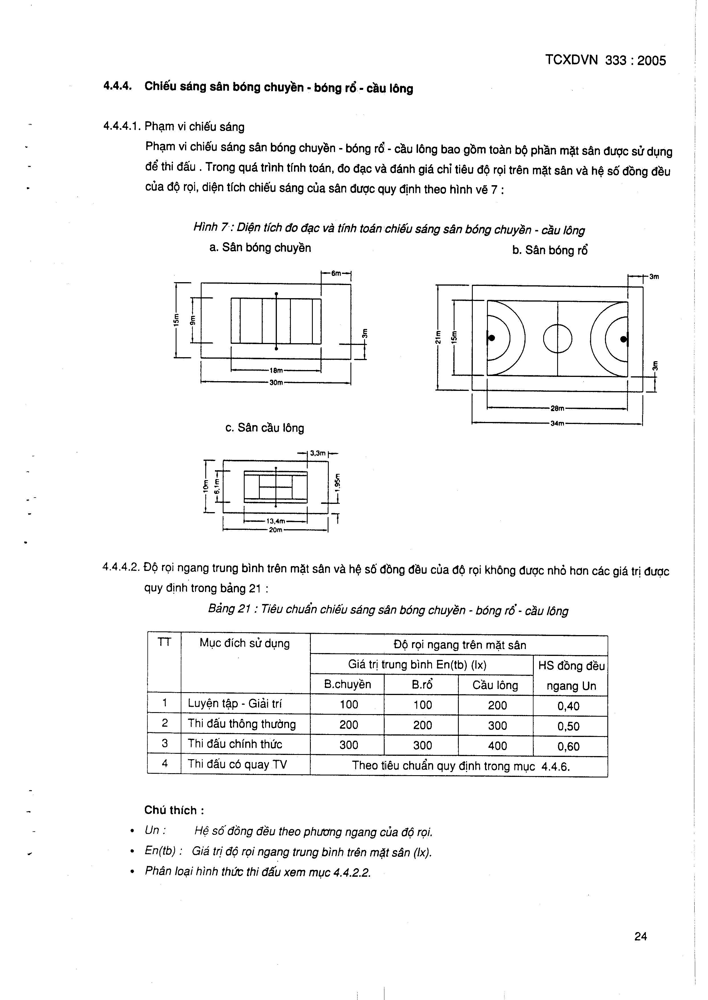 TCXDVN 333 : 2005
4.4.4. Chiếu sáng sân bóng chuyền - bóng rổ - cầu lông
4.4.4.1. Phạm vi chiếu sáng
Phạm vi chiếu sáng sân bóng chuyền - bóng rổ - cầu lông bao gồm toàn bộ phần mặt sân được sử dụng
để thi đấu . Trong quá trình tính toán, đo đạc và đánh giá chỉ tiêu độ rọi trên mặt sân và hệ số đồng đều
của độ rọi, diện tích chiếu sáng của sân được quy định theo hình vẽ 7 :
Hình 7 : Diện tích đo đạc và tính toán chiếu sáng sân bóng chuyền - cầu lông
a. Sân bóng chuyền
b. Sân bóng rổ
6m
15m
9m
3m
18m
30m
3m
21m
15m
3m
28m
34m
c. Sân cầu lông
3,3m
10m
6,1m
1,95m
13,4m
20m
4.4.4.2. Độ rọi ngang trung bình trên mặt sân và hệ số đồng đều của độ rọi không được nhỏ hơn các giá trị được
quy định trong bảng 21 :
Bảng 21 : Tiêu chuẩn chiếu sáng sân bóng chuyền - bóng rổ - cầu lông
TT Mục đích sử dụng Độ rọi ngang trên mặt sân
Giá trị trung bình En(tb) (lx) HS đồng đều
B.chuyền B.rổ Cầu lông ngang Un
1 Luyện tập - Giải trí 100 100 200 0,40
2 Thi đấu thông thường 200 200 300 0,50
3 Thi đấu chính thức 300 300 400 0,60
4 Thi đấu có quay TV Theo tiêu chuẩn quy định trong mục 4.4.6.
Chú thích :
• Un : Hệ số đồng đều theo phương ngang của độ rọi.
• En(tb) : Giá trị độ rọi ngang trung bình trên mặt sân (lx).
• Phân loại hình thức thi đấu xem mục 4.4.2.2.
24